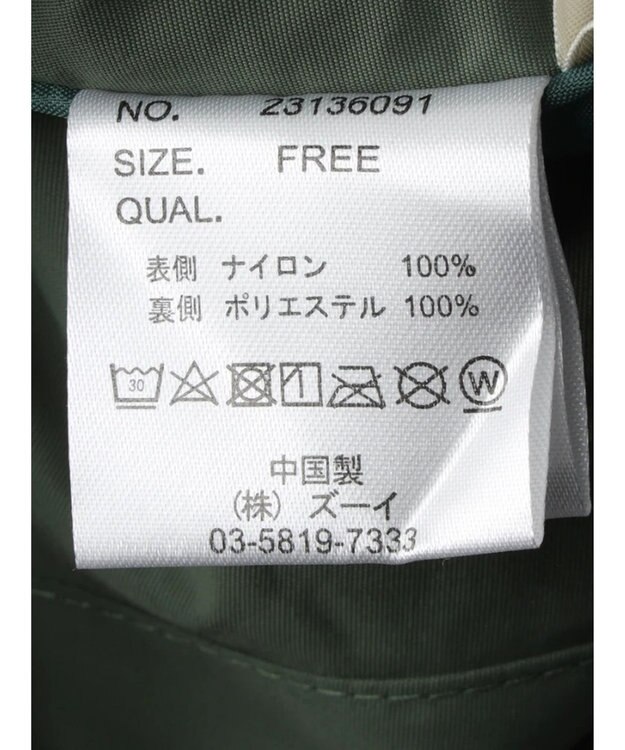 NO. 23136091
SIZE. FREE
QUAL.
表側 ナイロン 100%
裏側 ポリエステル 100%
30 W
中国製
(株) ズーイ
03-5819-7333